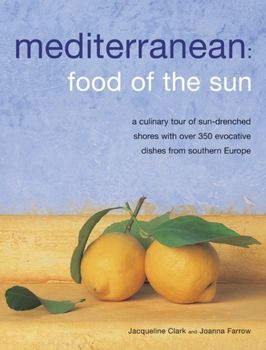 mediterranean:
food of the sun
a culinary tour of sun-drenched
shores with over 350 evocative
dishes from southern Europe
Jacqueline Clark and Joanna Farrow